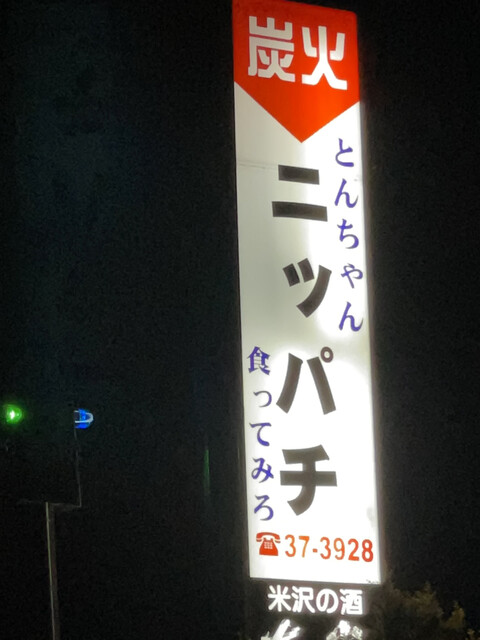 炭火
とんちゃん
ニッパチ
食ってみろ
☎37-3928
米沢の酒